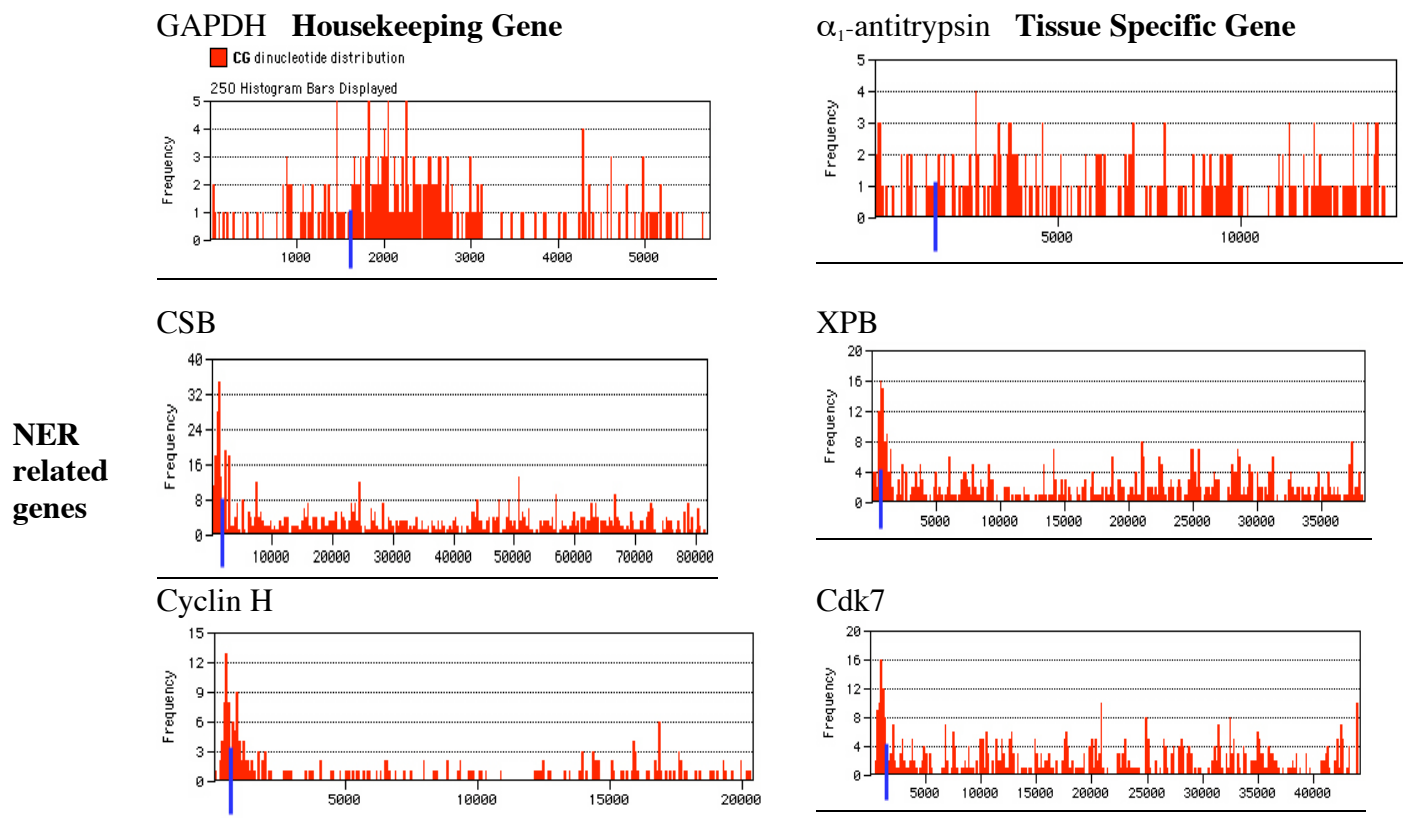 GAPDH Housekeeping Gene
CG dinucleotide distribution
250 Histogram Bars Displayed
5
4
3
2
1
0
Frequency
1000 2000 3000 4000 5000
α₁-antitrypsin Tissue Specific Gene
5
4
3
2
1
0
Frequency
5000 10000
NER
related
genes
CSB
40
32
24
16
8
0
Frequency
10000 20000 30000 40000 50000 60000 70000 80000
XPB
20
16
12
8
4
0
Frequency
5000 10000 15000 20000 25000 30000 35000
Cyclin H
15
12
9
6
3
0
Frequency
5000 10000 15000 20000
Cdk7
20
16
12
8
4
0
Frequency
5000 10000 15000 20000 25000 30000 35000 40000